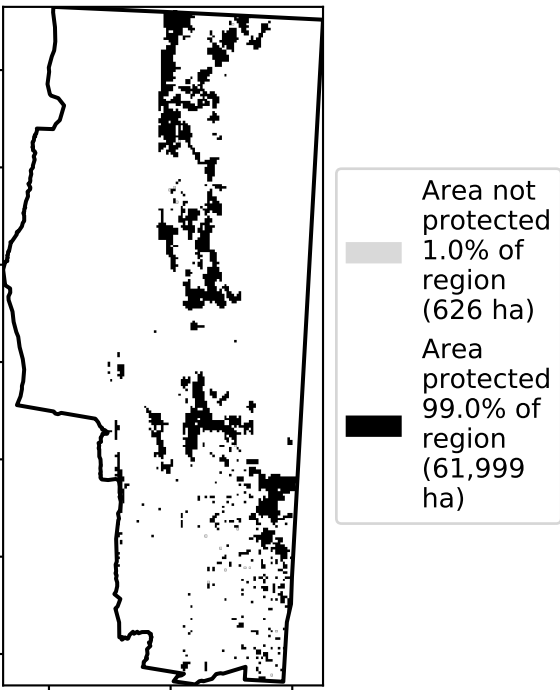 Area not
protected
1.0% of
region
(626 ha)
Area
protected
99.0% of
region
(61,999
ha)